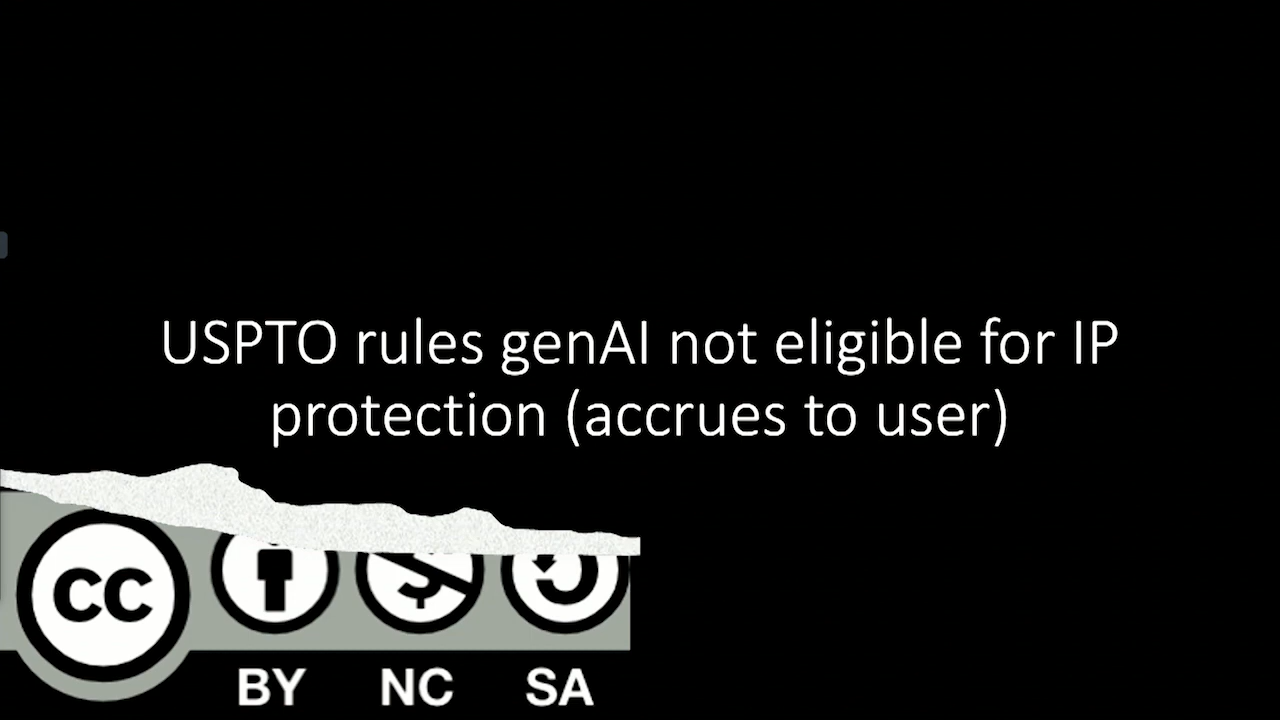 USPTO rules genAI not eligible for IP
protection (accrues to user)
CC
BY NC SA